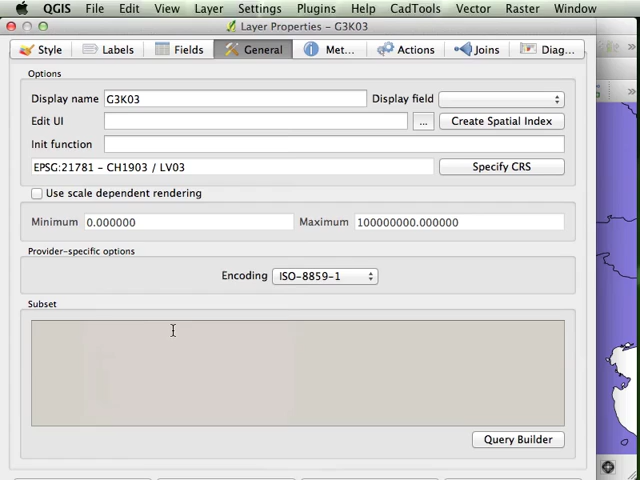 QGIS File Edit View Layer Settings Plugins Help CadTools Vector Raster Window
Layer Properties - G3K03
Style Labels Fields General Met... Actions Joins Diag...
Options
Display name G3K03 Display field
Edit UI ... Create Spatial Index
Init function
EPSG:21781 - CH1903 / LV03 Specify CRS
Use scale dependent rendering
Minimum 0.000000 Maximum 100000000.000000
Provider-specific options
Encoding ISO-8859-1
Subset
Query Builder